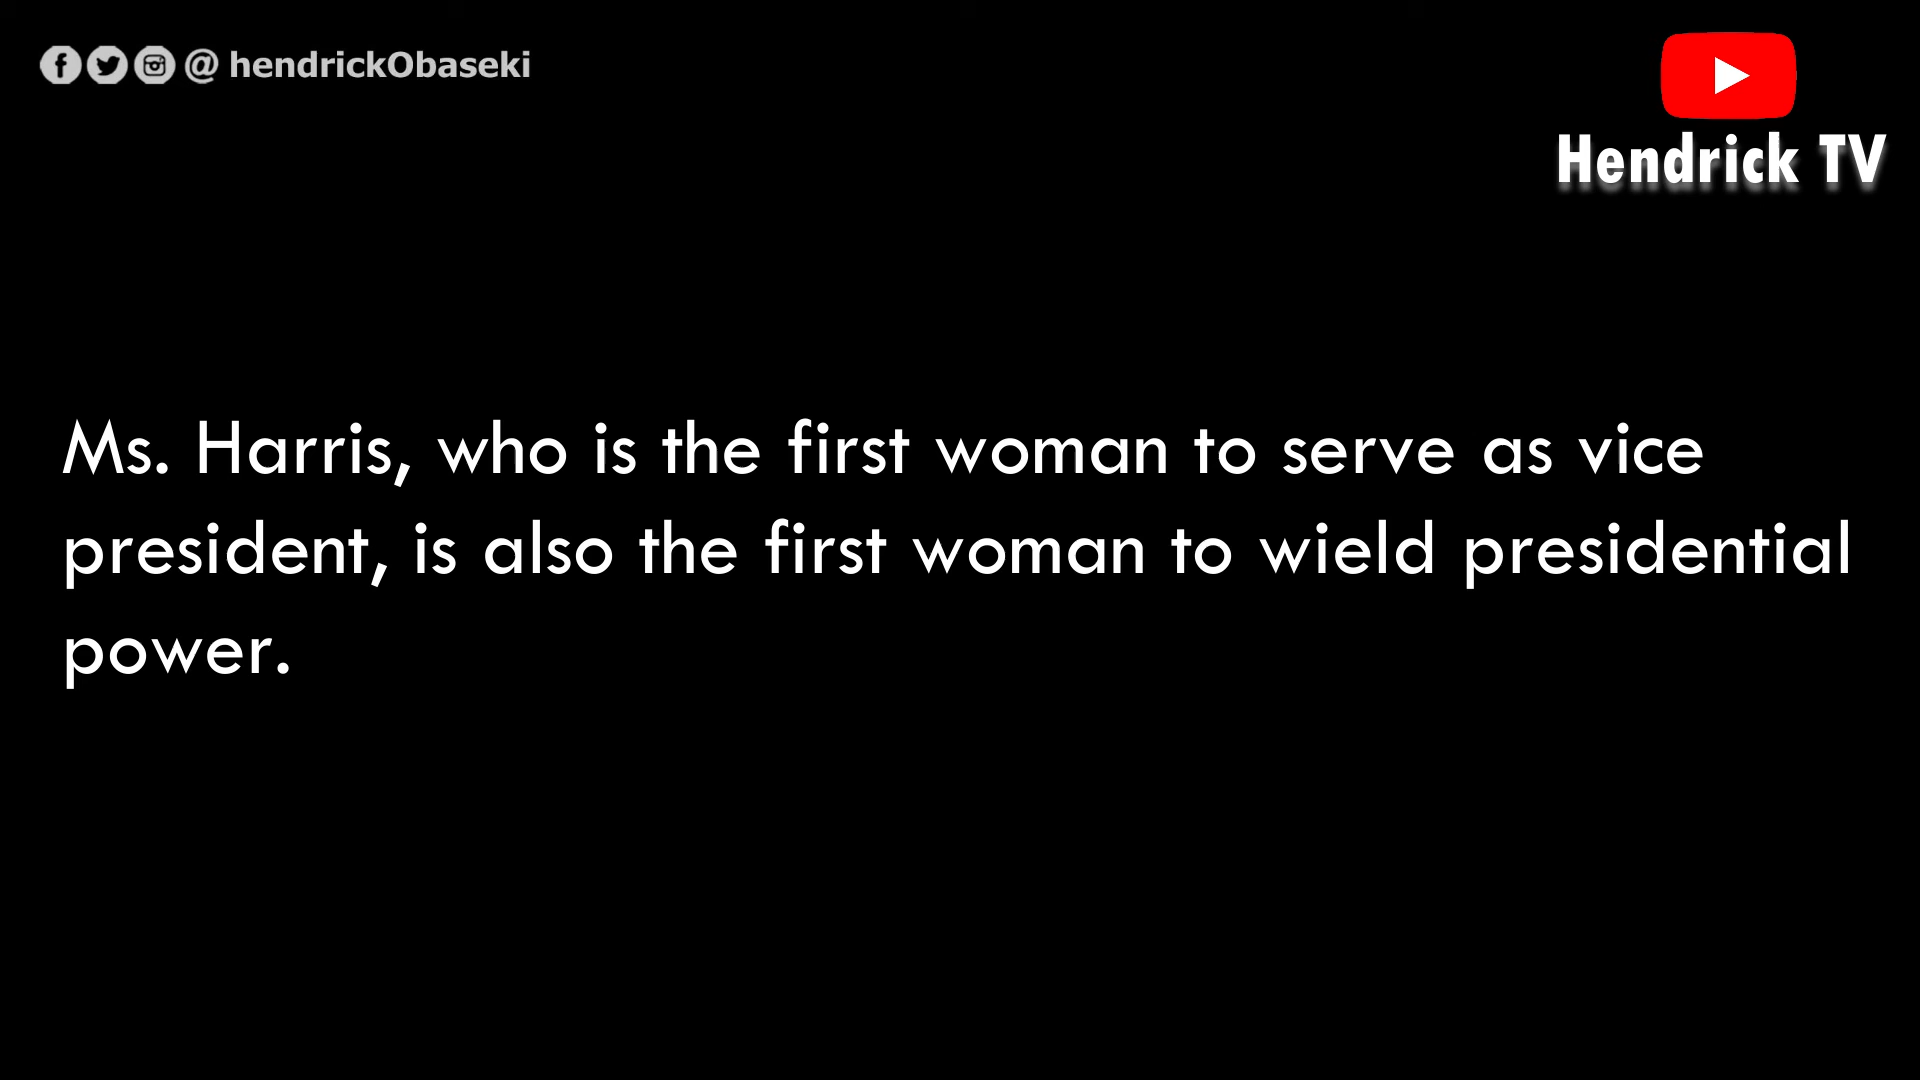 @ hendrickObaseki
Hendrick TV
Ms. Harris, who is the first woman to serve as vice
president, is also the first woman to wield presidential
power.